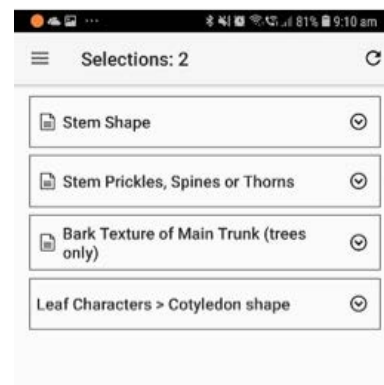 81% 9:10 am
Selections: 2
Stem Shape
Stem Prickles, Spines or Thorns
Bark Texture of Main Trunk (trees
only)
Leaf Characters > Cotyledon shape